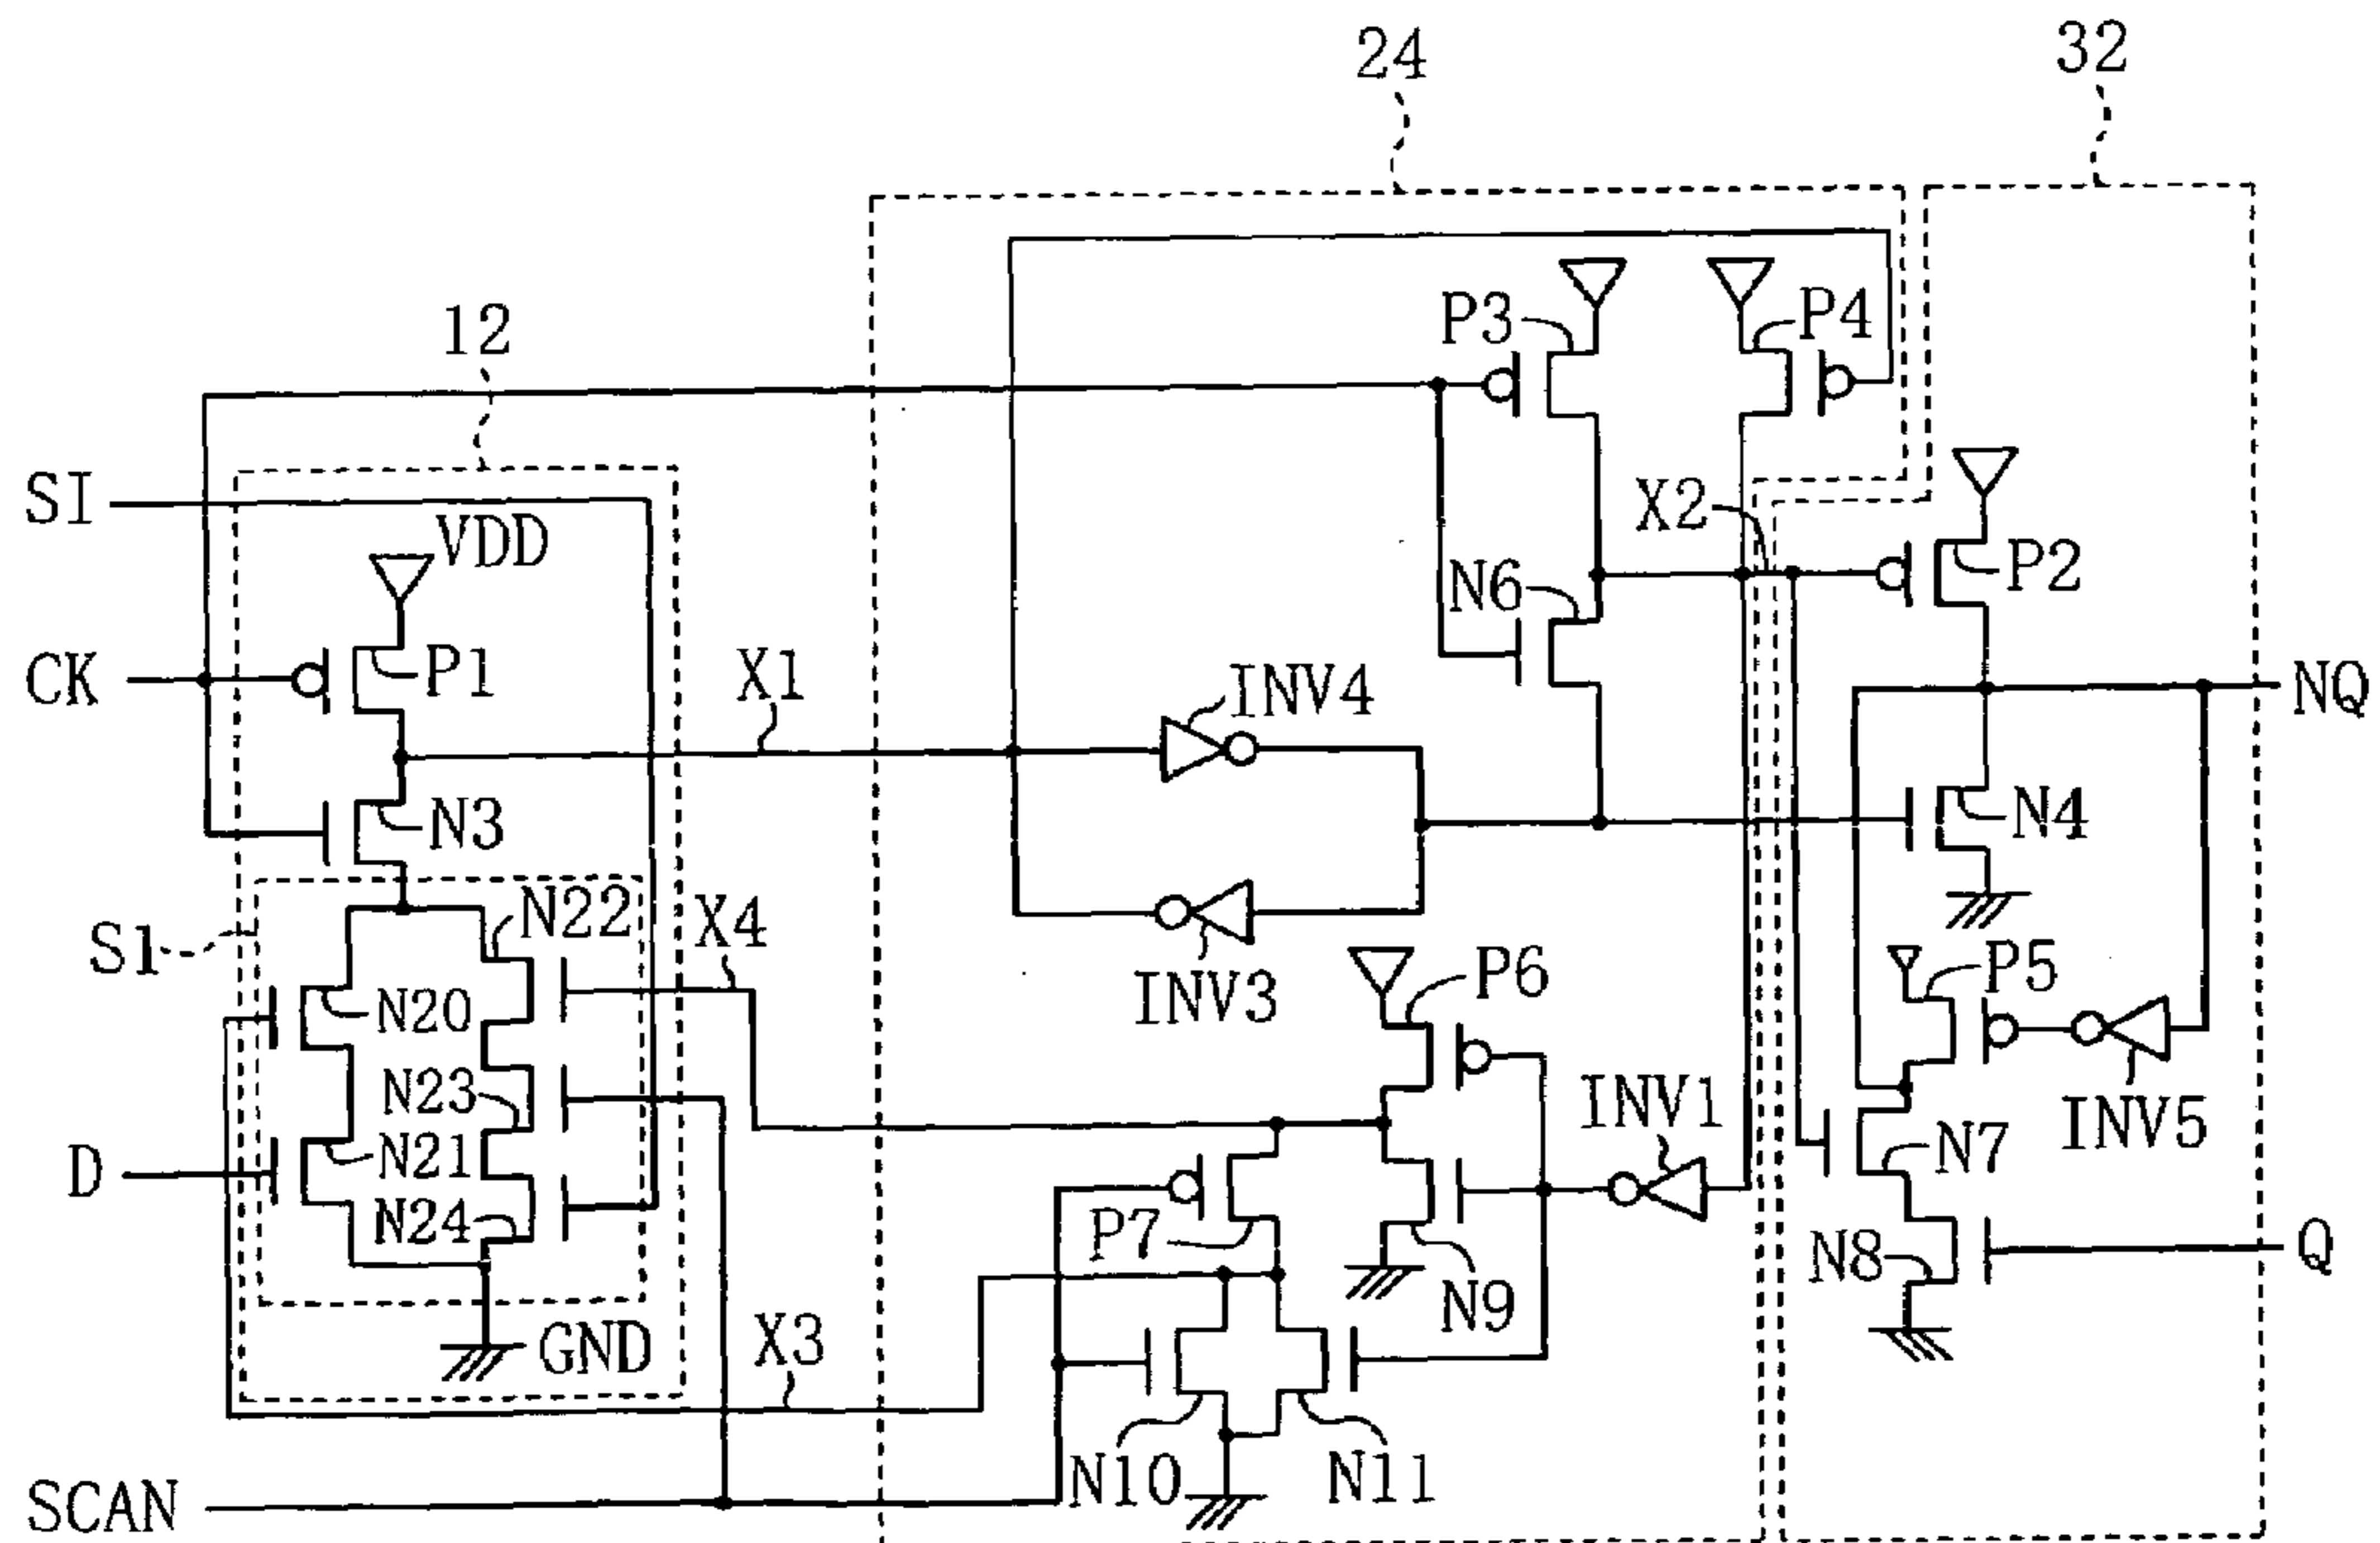 24
32
12
P3
P4
SI
VDD
X2
P2
N6
CK
P1
X1
INV4
NQ
N3
N4
S1
N22
X4
INV3
P6
P5
N20
N23
INV1
INV5
D
N21
N7
N24
P7
N8
Q
N9
X3
GND
N10
N11
SCAN